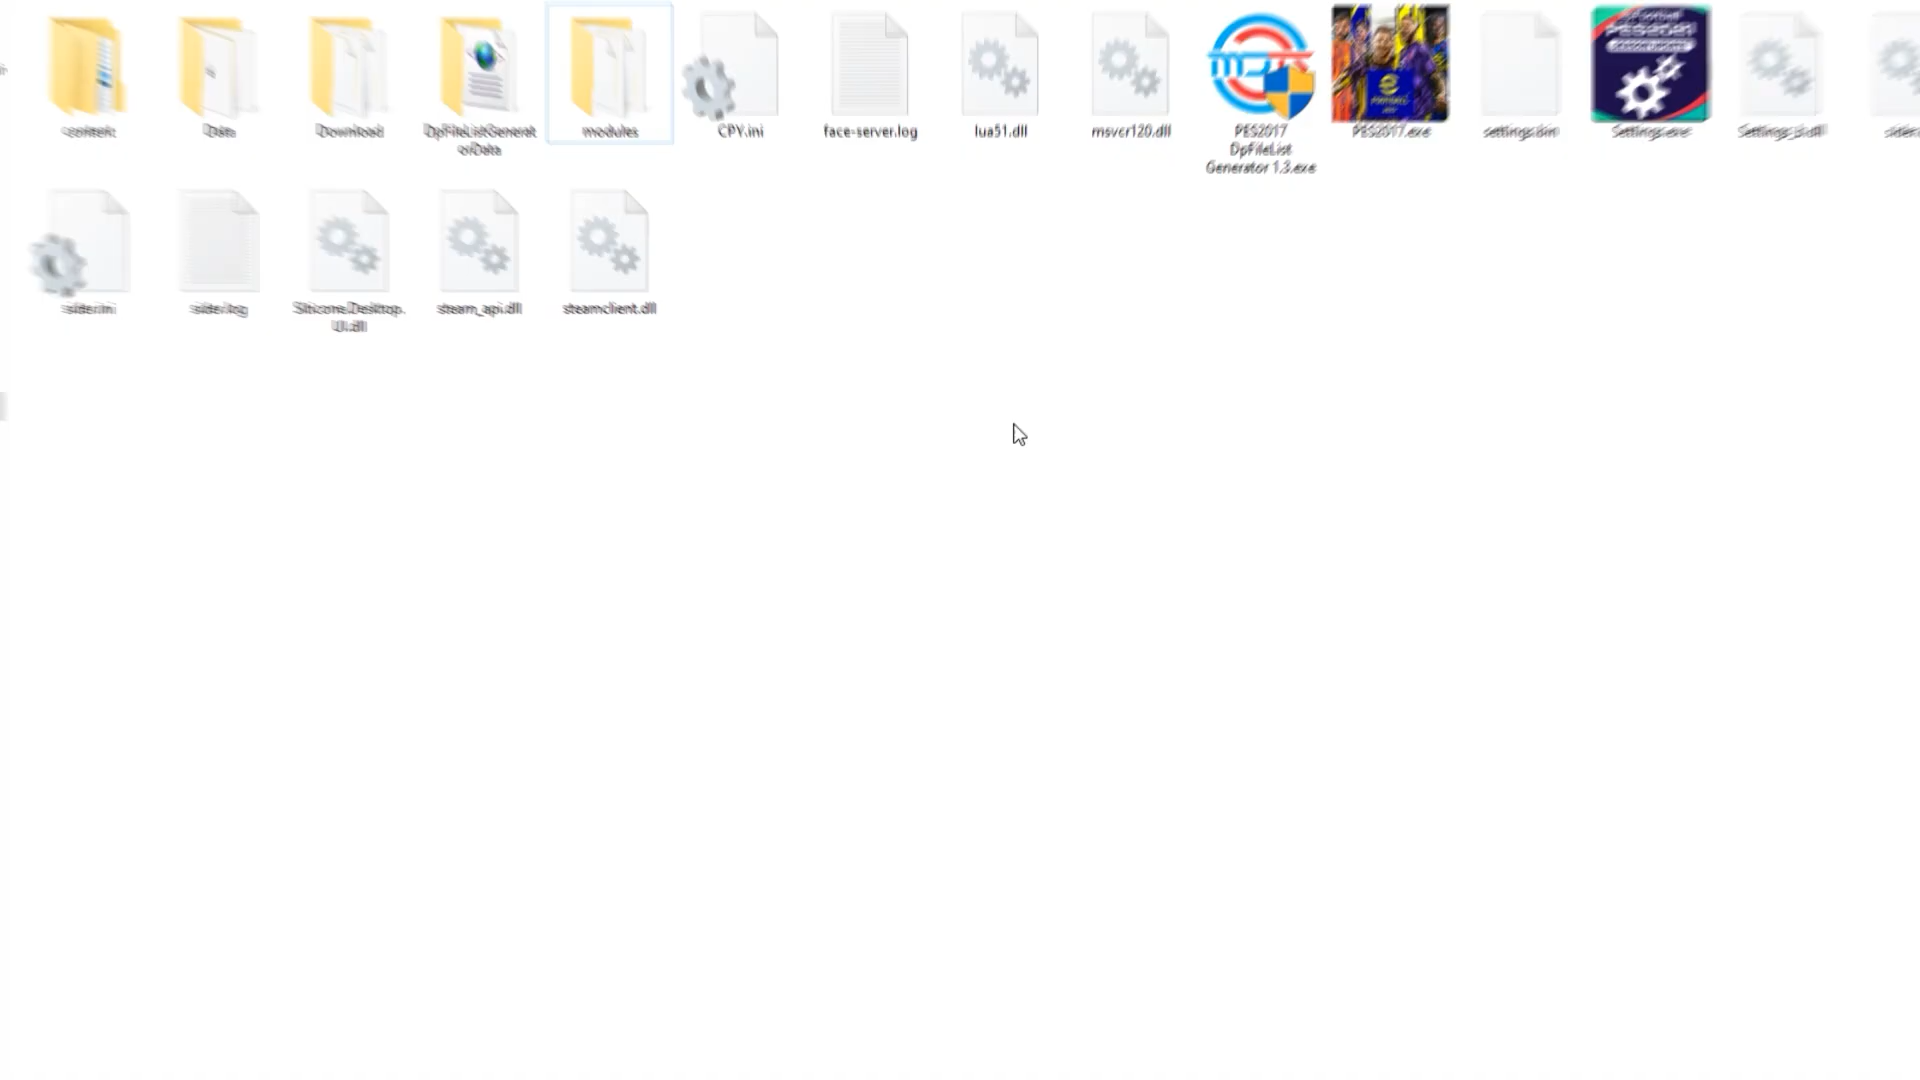 content
Data
Download
DpFileListGenerat
orData
modules
CPY.ini
face-server.log
lua51.dll
msvcr120.dll
PES2017
DpFileList
Generator 1.3.exe
PES2017.exe
settings.bin
Settings.exe
sider.ini
sider.log
Siticone.Desktop.
UI.dll
steam_api.dll
steamclient.dll